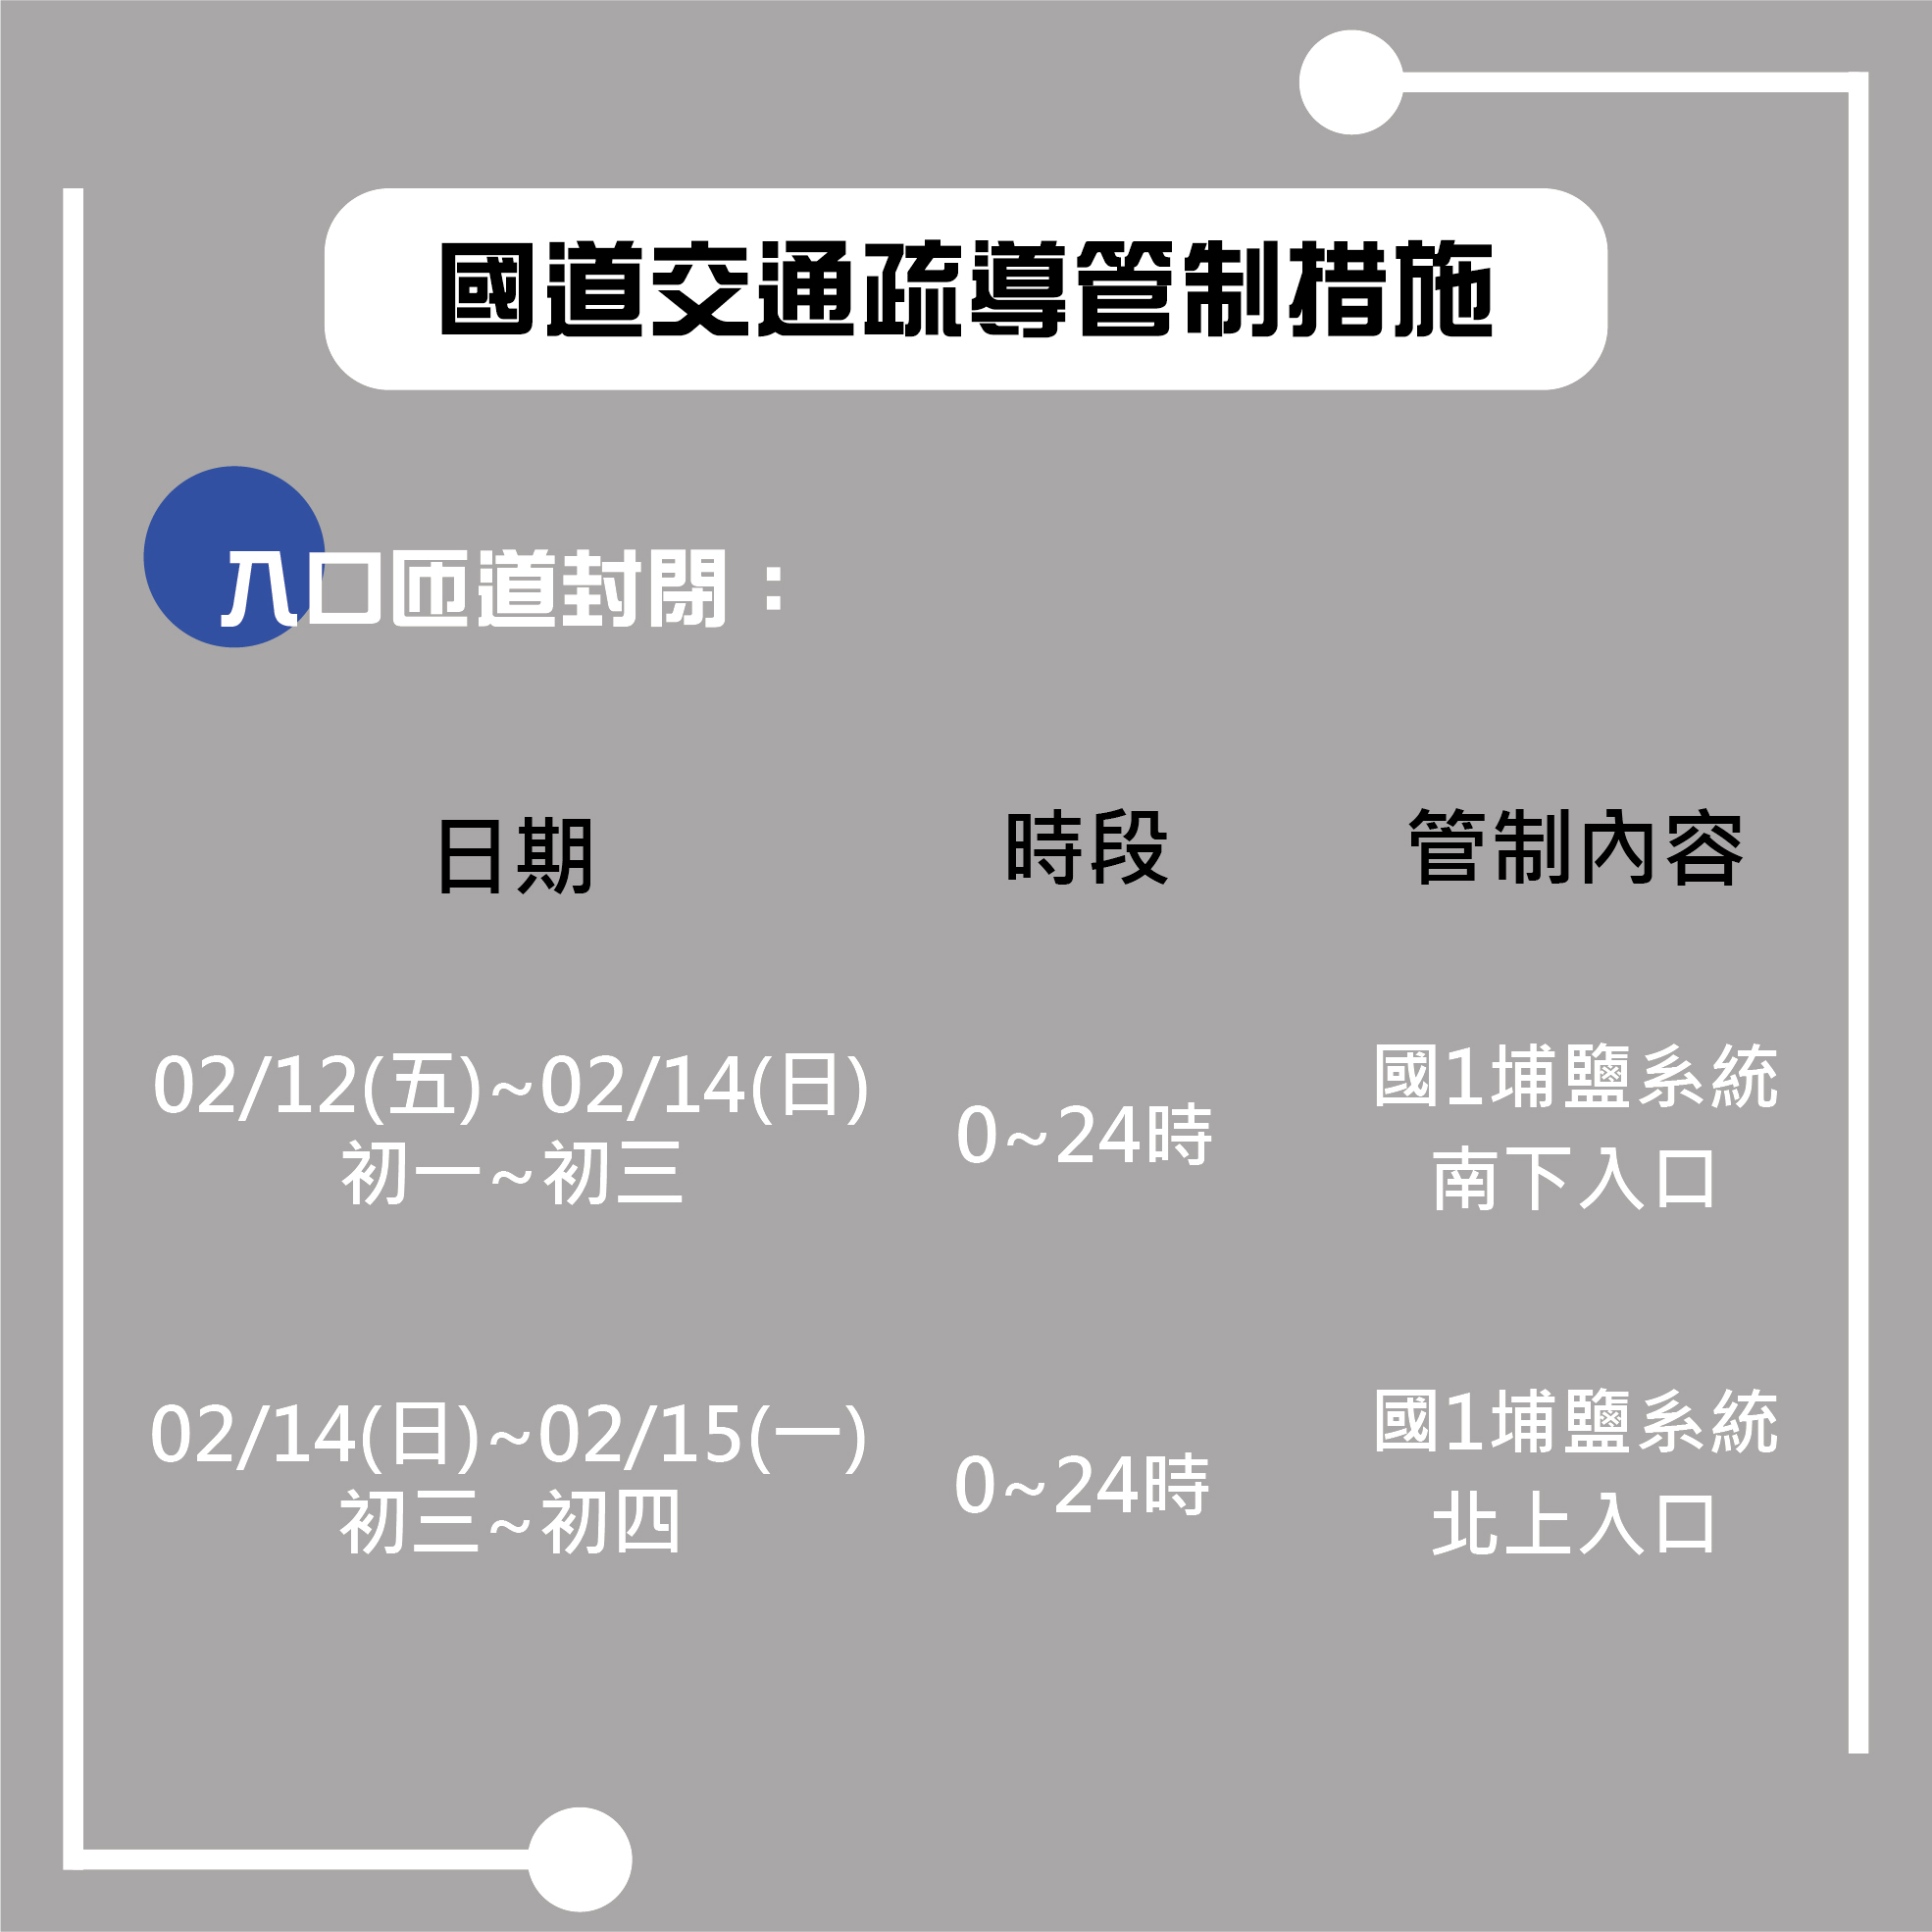 國道交通疏導管制措施
入口匝道封閉：
日期 時段 管制內容
02/12(五)~02/14(日)
初一~初三
0~24時
國1埔鹽系統
南下入口
02/14(日)~02/15(一)
初三~初四
0~24時
國1埔鹽系統
北上入口